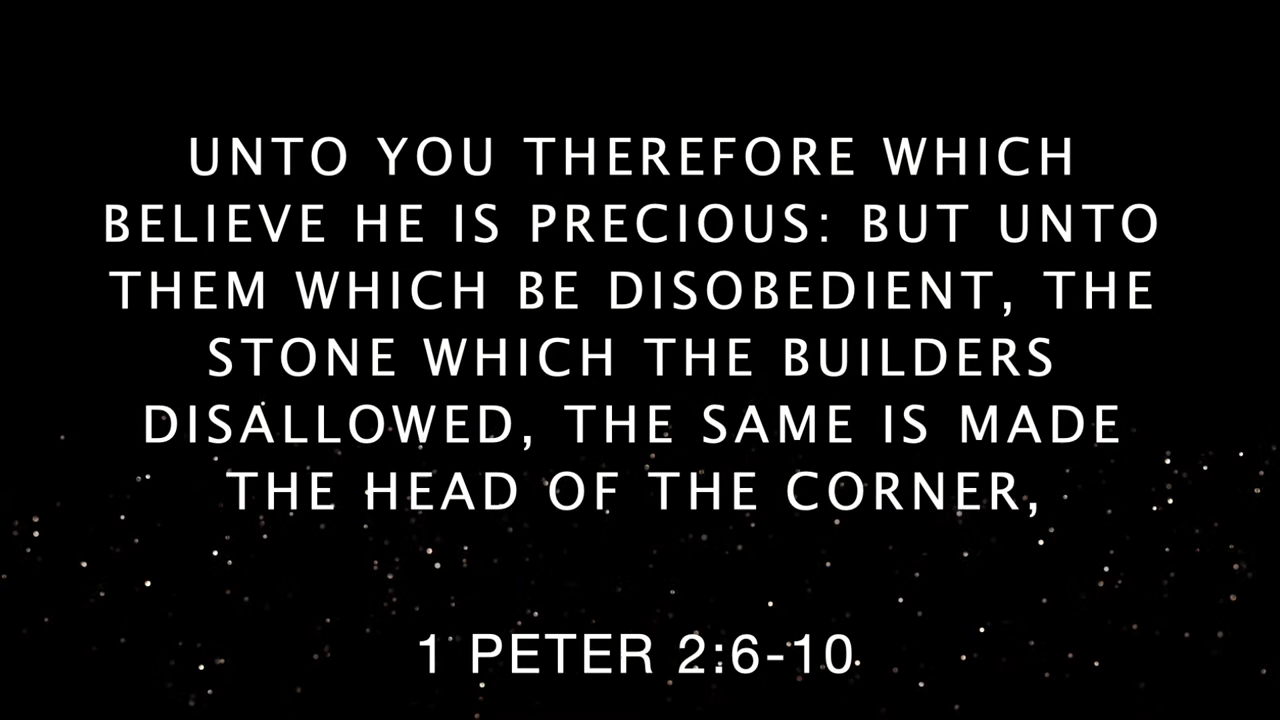 UNTO YOU THEREFORE WHICH
BELIEVE HE IS PRECIOUS: BUT UNTO
THEM WHICH BE DISOBEDIENT, THE
STONE WHICH THE BUILDERS
DISALLOWED, THE SAME IS MADE
THE HEAD OF THE CORNER,
1 PETER 2:6-10